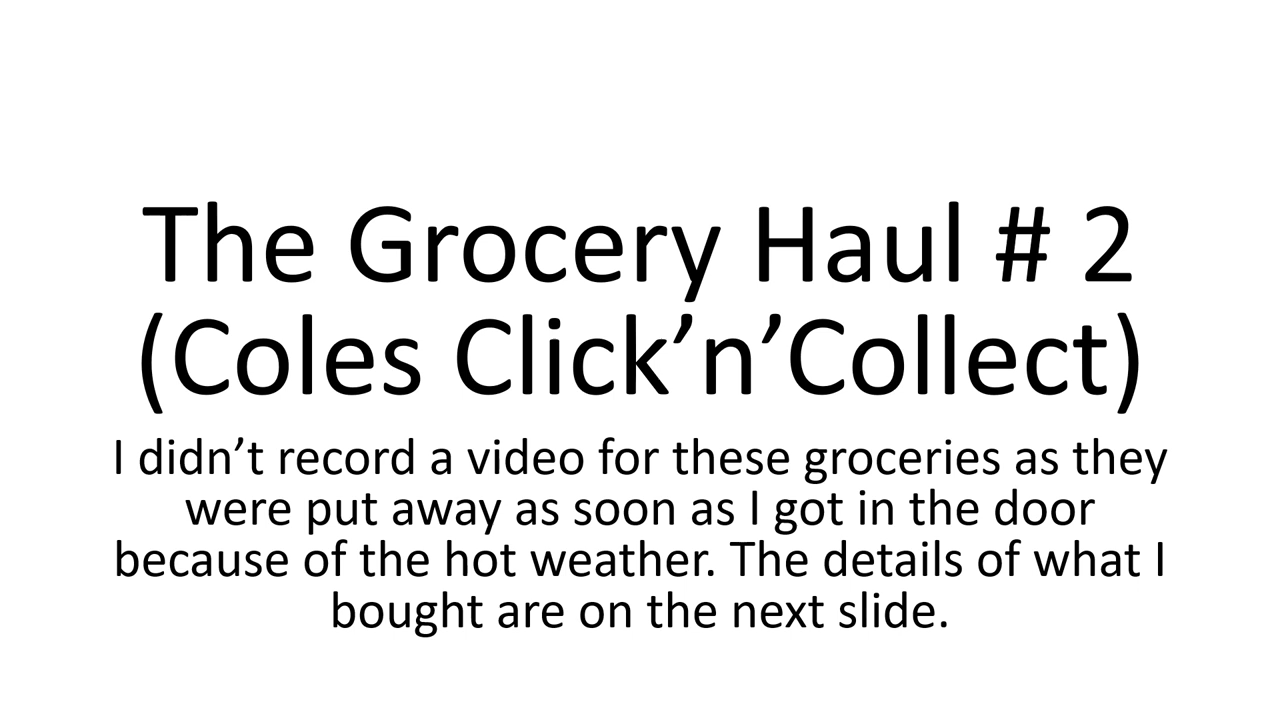 The Grocery Haul # 2
(Coles Click’n’Collect)
I didn’t record a video for these groceries as they
were put away as soon as I got in the door
because of the hot weather. The details of what I
bought are on the next slide.